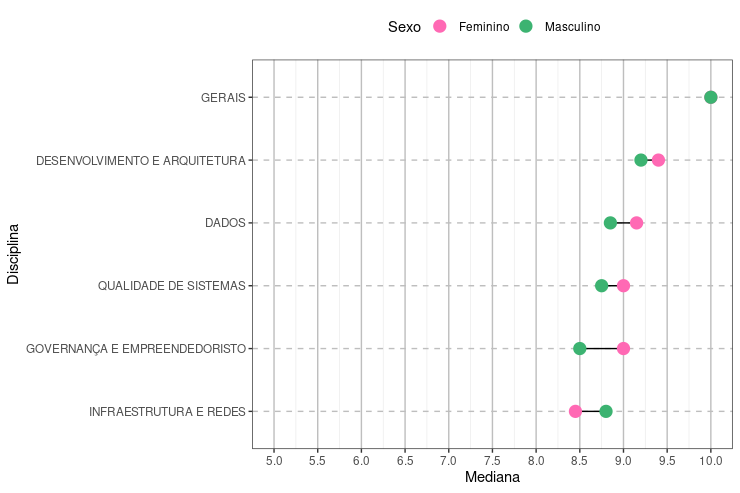 Sexo Feminino Masculino
Disciplina
GERAIS
DESENVOLVIMENTO E ARQUITETURA
DADOS
QUALIDADE DE SISTEMAS
GOVERNANÇA E EMPREENDEDORISTO
INFRAESTRUTURA E REDES
5.0 5.5 6.0 6.5 7.0 7.5 8.0 8.5 9.0 9.5 10.0
Mediana